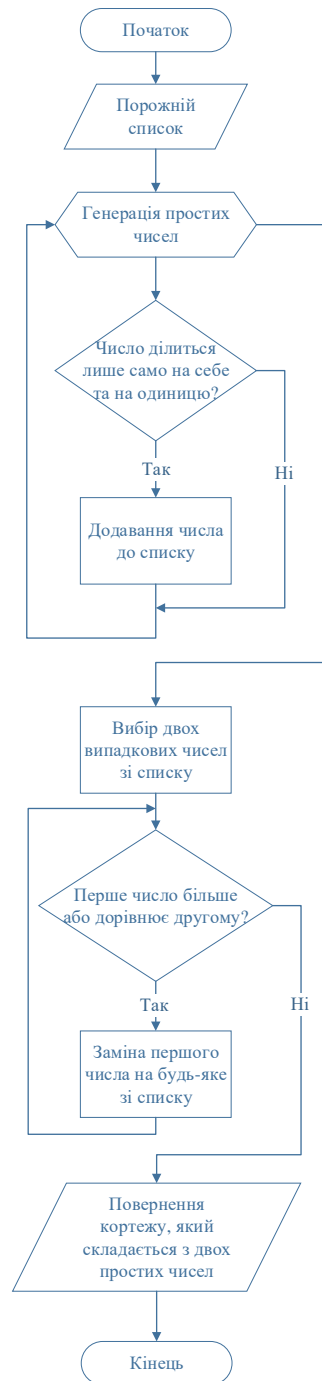 Початок
Порожній
список
Генерація простих
чисел
Число ділиться
лише само на себе
та на одиницю?
Так
Ні
Додавання числа
до списку
Вибір двох
випадкових чисел
зі списку
Перше число більше
або дорівнює другому?
Так
Ні
Заміна першого
числа на будь-яке
зі списку
Повернення
кортежу, який
складається з двох
простих чисел
Кінець